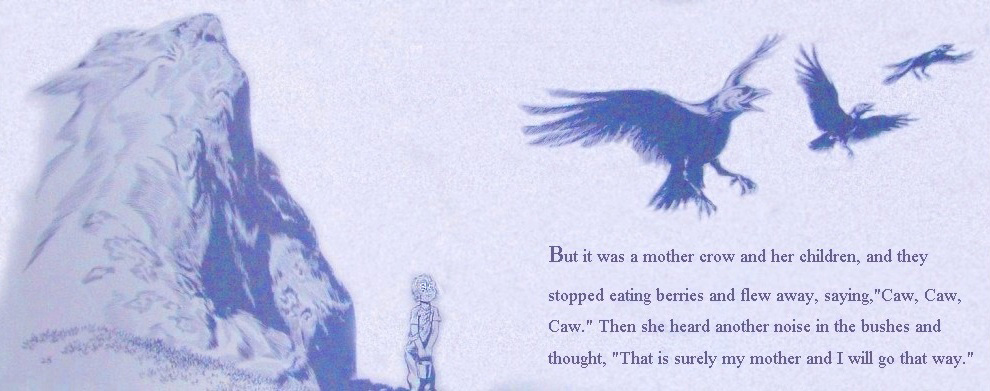 But it was a mother crow and her children, and they
stopped eating berries and flew away, saying,"Caw, Caw,
Caw." Then she heard another noise in the bushes and
thought, "That is surely my mother and I will go that way."